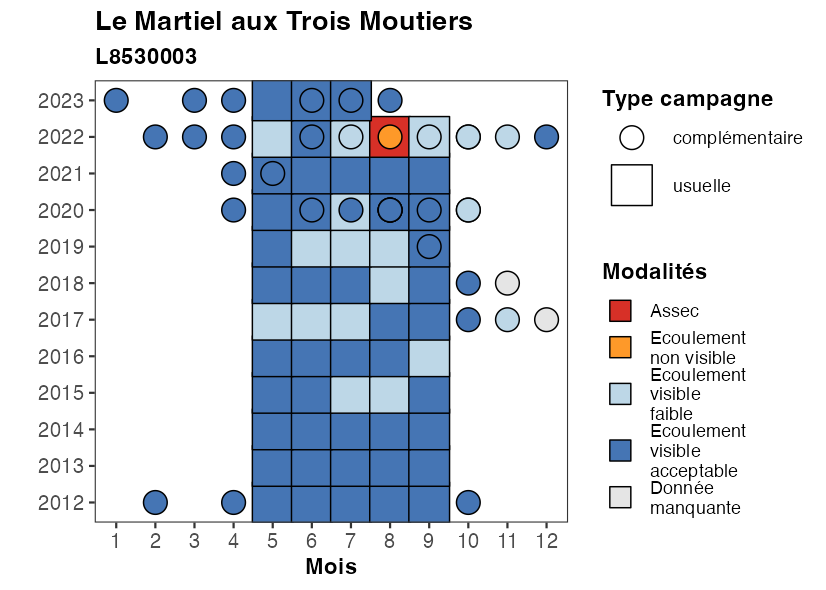 Le Martiel aux Trois Moutiers
L8530003
2023
2022
2021
2020
2019
2018
2017
2016
2015
2014
2013
2012
1 2 3 4 5 6 7 8 9 10 11 12
Mois
Type campagne
complémentaire
usuelle
Modalités
Assec
Ecoulement
non visible
Ecoulement
visible
faible
Ecoulement
visible
acceptable
Donnée
manquante